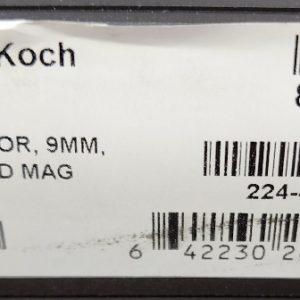 Koch
OR, 9MM,
D MAG
224-
6 42230 2